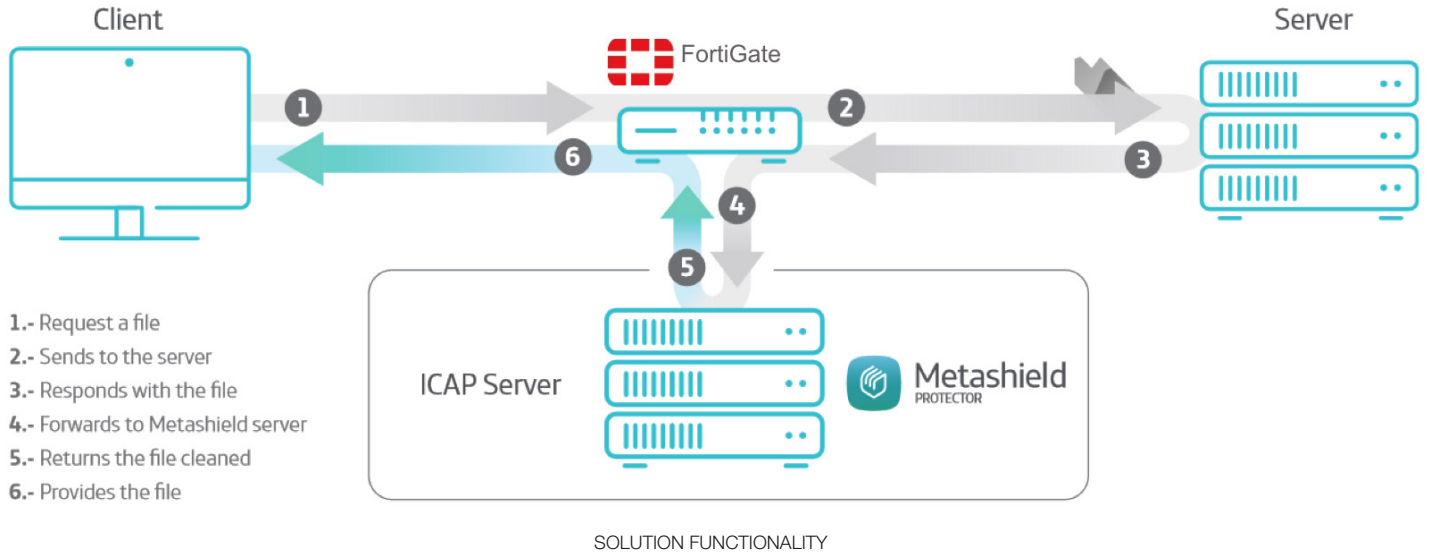 Client
FortiGate
Server
1
2
6
3
4
5
1.- Request a file
2.- Sends to the server
3.- Responds with the file
4.- Forwards to Metashield server
5.- Returns the file cleaned
6.- Provides the file
ICAP Server
Metashield
PROTECTOR
SOLUTION FUNCTIONALITY